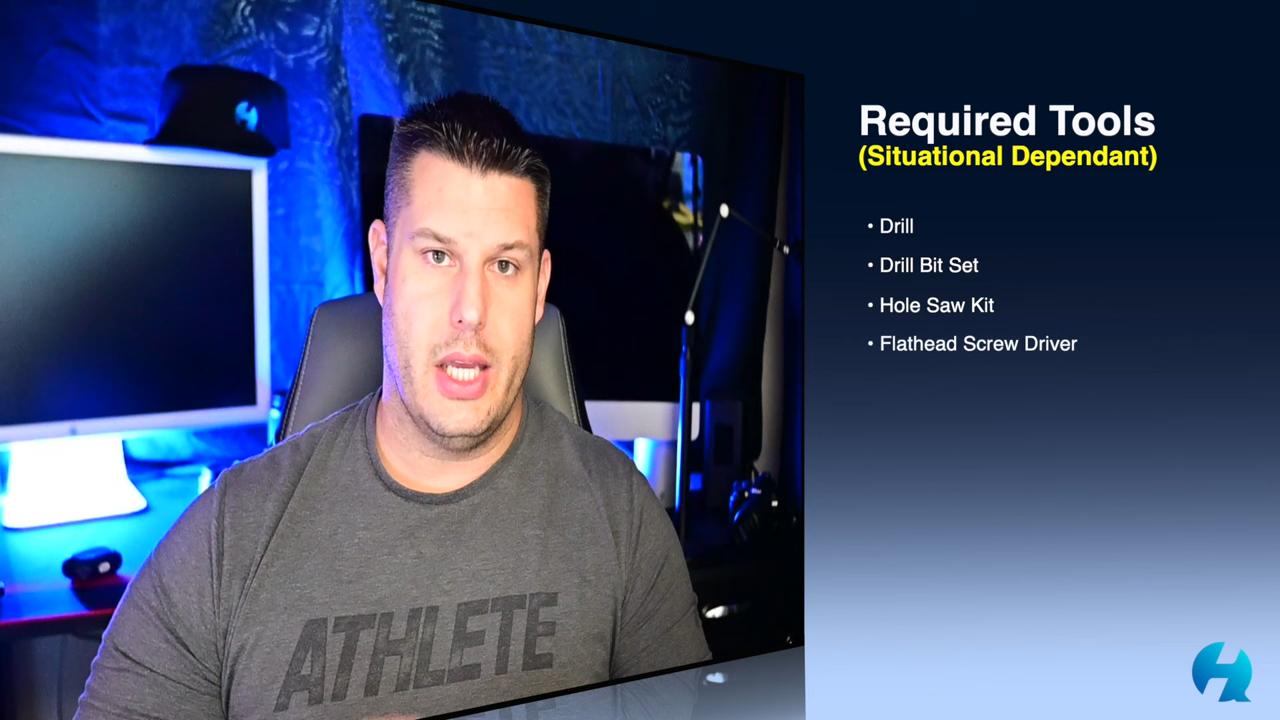 Required Tools
(Situational Dependant)
• Drill
• Drill Bit Set
• Hole Saw Kit
• Flathead Screw Driver
ATHLETE